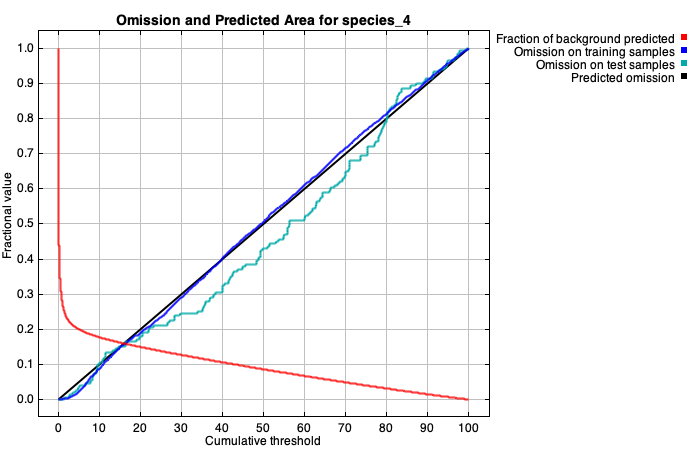 Omission and Predicted Area for species_4
Fraction of background predicted
Omission on training samples
Omission on test samples
Predicted omission
Fractional value
1.0
0.9
0.8
0.7
0.6
0.5
0.4
0.3
0.2
0.1
0.0
0 10 20 30 40 50 60 70 80 90 100
Cumulative threshold